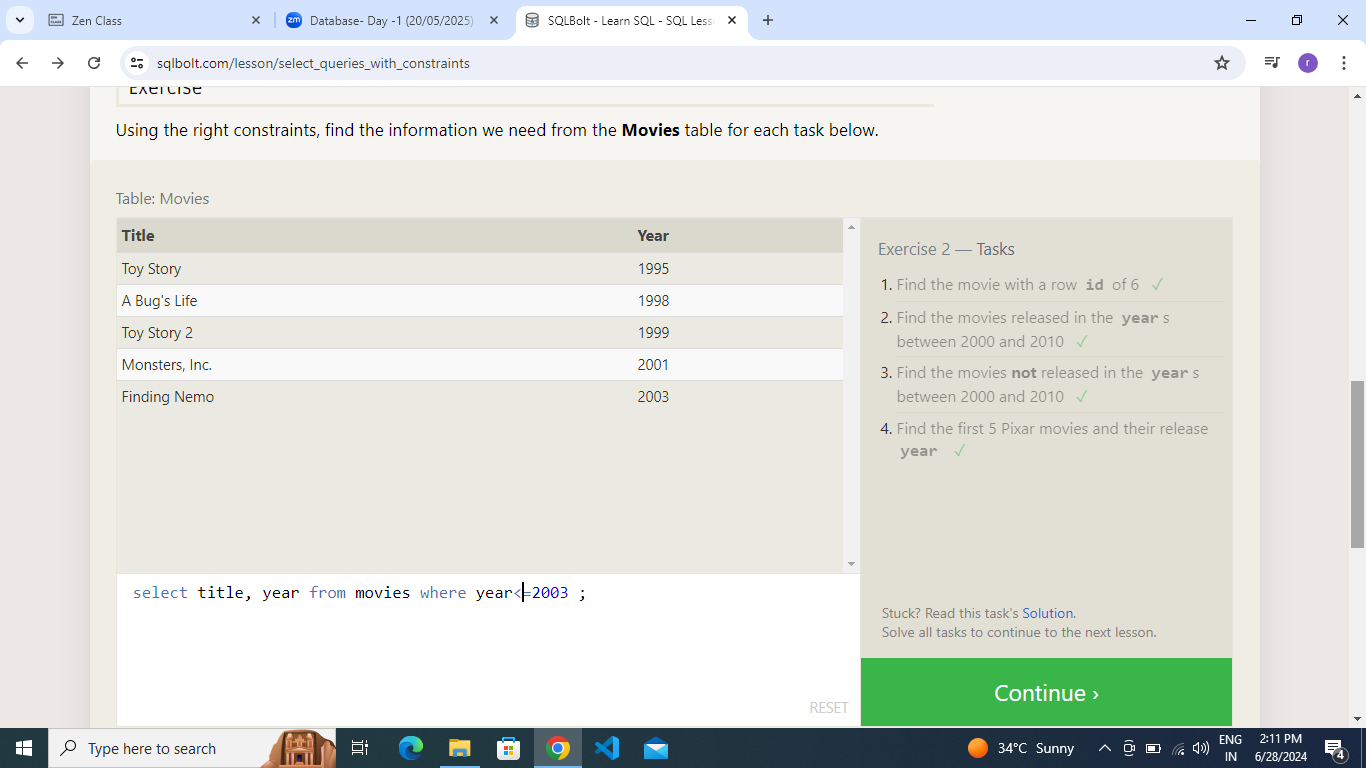 Zen Class
Database- Day -1 (20/05/2025)
SQLBolt - Learn SQL - SQL Less
sqlbolt.com/lesson/select_queries_with_constraints
r
Exercise
Using the right constraints, find the information we need from the Movies table for each task below.
Table: Movies
Title Year
Toy Story 1995
A Bug's Life 1998
Toy Story 2 1999
Monsters, Inc. 2001
Finding Nemo 2003
select title, year from movies where year<=2003 ;
RESET
Exercise 2 — Tasks
1. Find the movie with a row id of 6 ✓
2. Find the movies released in the year s
between 2000 and 2010 ✓
3. Find the movies not released in the year s
between 2000 and 2010 ✓
4. Find the first 5 Pixar movies and their release
year ✓
Stuck? Read this task's Solution.
Solve all tasks to continue to the next lesson.
Continue ›
Type here to search
34°C Sunny
ENG
IN
2:11 PM
6/28/2024
4